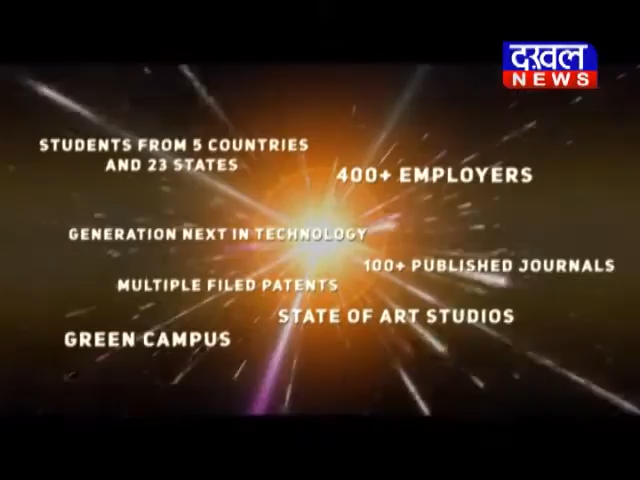 दख़ल
NEWS
STUDENTS FROM 5 COUNTRIES
AND 23 STATES
400+ EMPLOYERS
GENERATION NEXT IN TECHNOLOGY
100+ PUBLISHED JOURNALS
MULTIPLE FILED PATENTS
STATE OF ART STUDIOS
GREEN CAMPUS